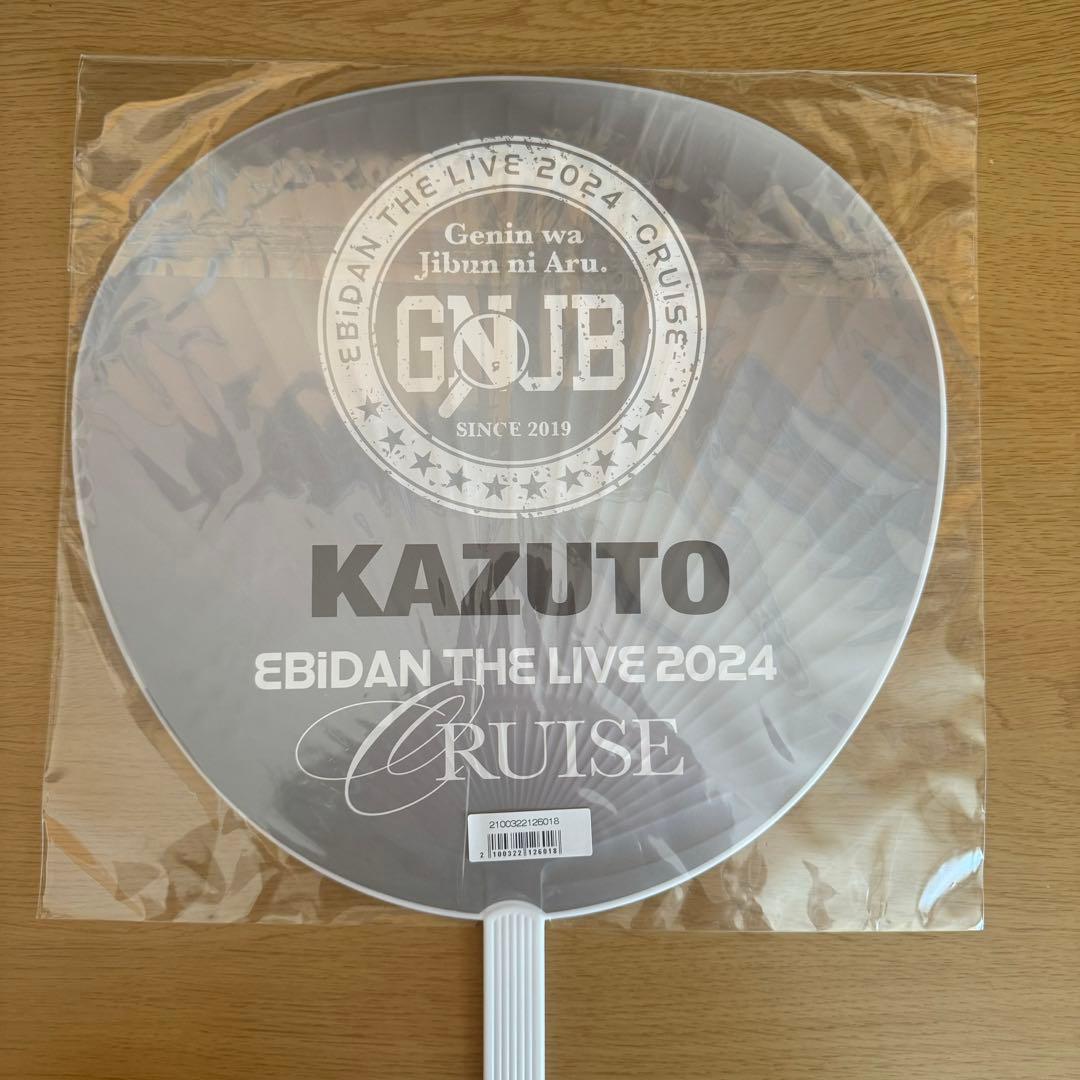 EBiDAN THE LIVE 2024 -CRUISE-
Genin wa
Jibun ni Aru.
GNJB
SINCE 2019
KAZUTO
EBiDAN THE LIVE 2024
CRUISE
2100322126018
2 100322 126018